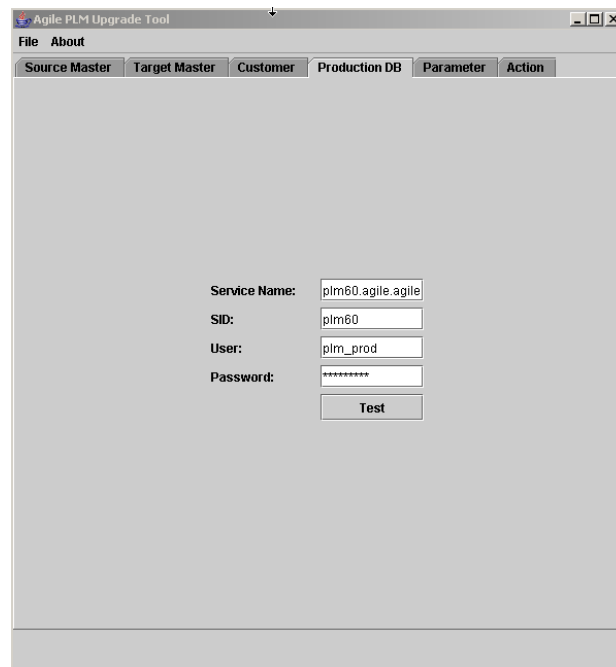 Agile PLM Upgrade Tool
File About
Source Master Target Master Customer Production DB Parameter Action
Service Name: plm60.agile.agile
SID: plm60
User: plm_prod
Password: *********
Test